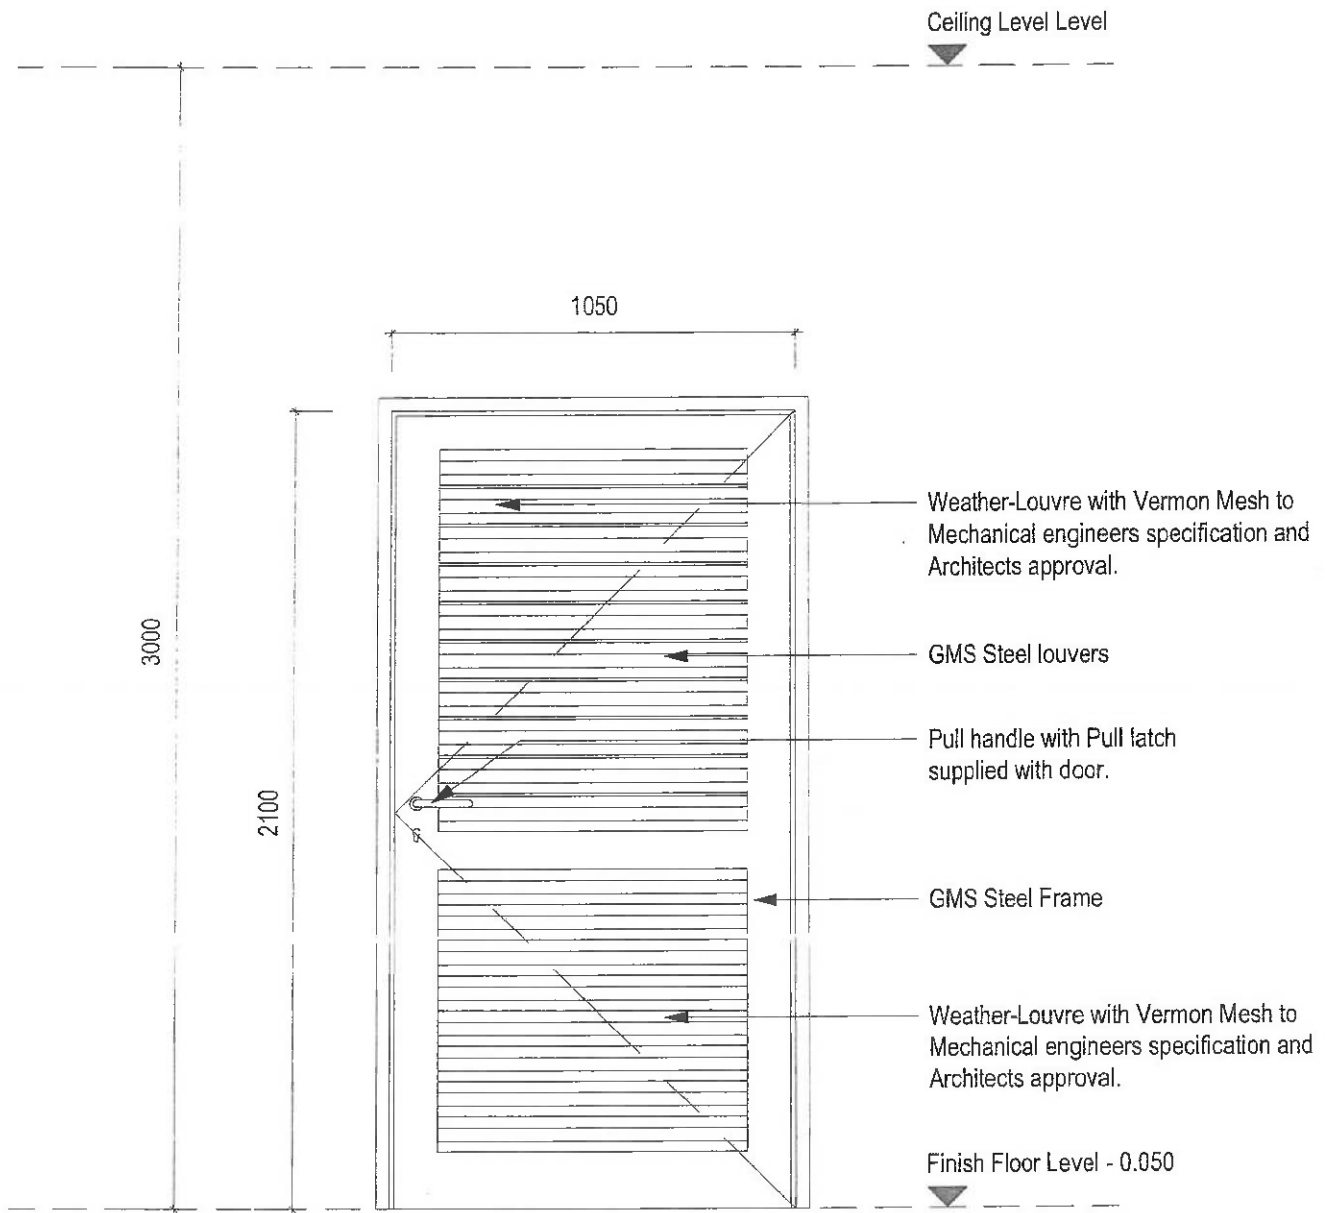 Ceiling Level Level
1050
Weather-Louvre with Vermon Mesh to
Mechanical engineers specification and
Architects approval.
3000
GMS Steel louvers
Pull handle with Pull latch
supplied with door.
2100
GMS Steel Frame
Weather-Louvre with Vermon Mesh to
Mechanical engineers specification and
Architects approval.
Finish Floor Level - 0.050